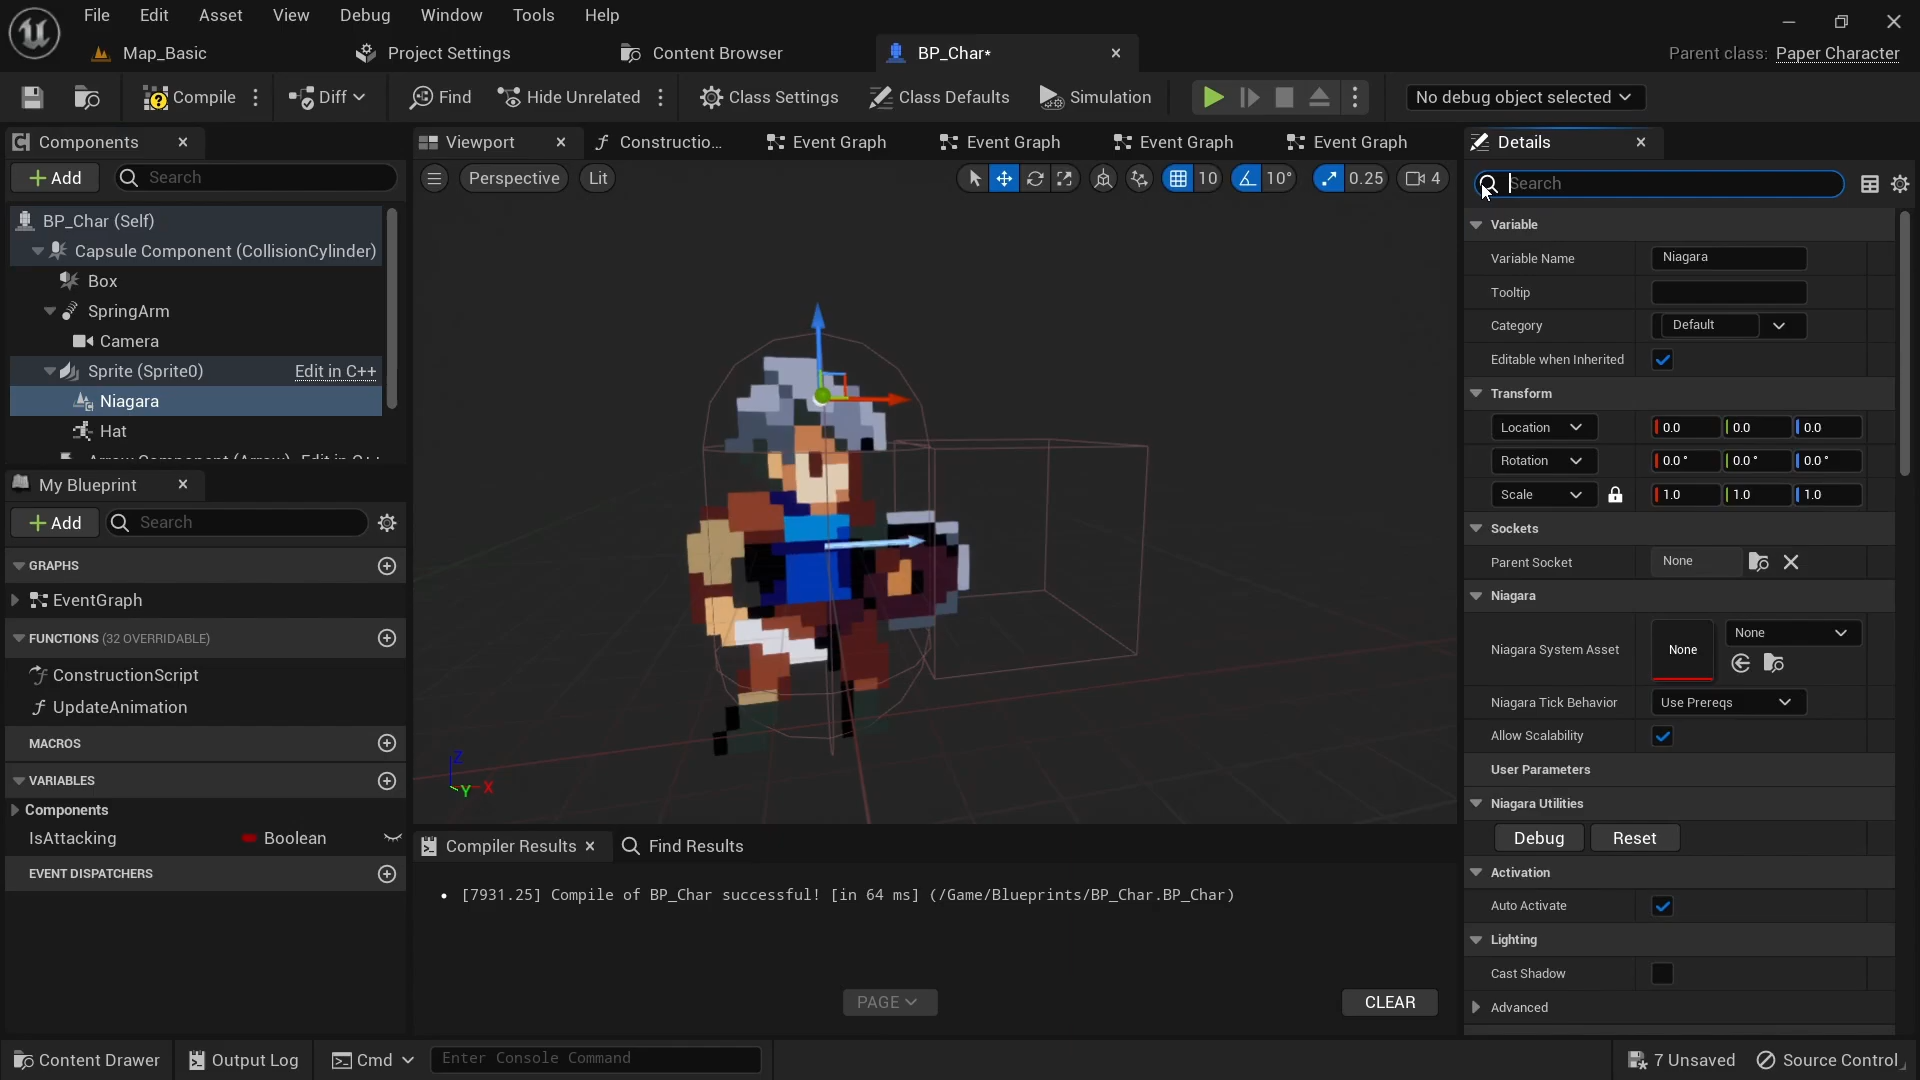 File Edit Asset View Debug Window Tools Help
Map_Basic Project Settings Content Browser BP_Char* Parent class: Paper Character
Compile Diff Find Hide Unrelated Class Settings Class Defaults Simulation No debug object selected
Components
Add Search
BP_Char (Self)
Capsule Component (CollisionCylinder)
Box
SpringArm
Camera
Sprite (Sprite0) Edit in C++
Niagara
Hat
Arrow Component (Arrow) Edit in C++
My Blueprint
Add Search
GRAPHS
EventGraph
FUNCTIONS (32 OVERRIDABLE)
ConstructionScript
UpdateAnimation
MACROS
VARIABLES
Components
IsAttacking Boolean
EVENT DISPATCHERS
Viewport Constructio... Event Graph Event Graph Event Graph Event Graph
Perspective Lit 10 10° 0.25 4
Z
Y X
Compiler Results Find Results
• [7931.25] Compile of BP_Char successful! [in 64 ms] (/Game/Blueprints/BP_Char.BP_Char)
PAGE CLEAR
Details
Search
Variable
Variable Name Niagara
Tooltip
Category Default
Editable when Inherited
Transform
Location 0.0 0.0 0.0
Rotation 0.0° 0.0° 0.0°
Scale 1.0 1.0 1.0
Sockets
Parent Socket None
Niagara
Niagara System Asset None None
Niagara Tick Behavior Use Prereqs
Allow Scalability
User Parameters
Niagara Utilities
Debug Reset
Activation
Auto Activate
Lighting
Cast Shadow
Advanced
Content Drawer Output Log Cmd Enter Console Command 7 Unsaved Source Control